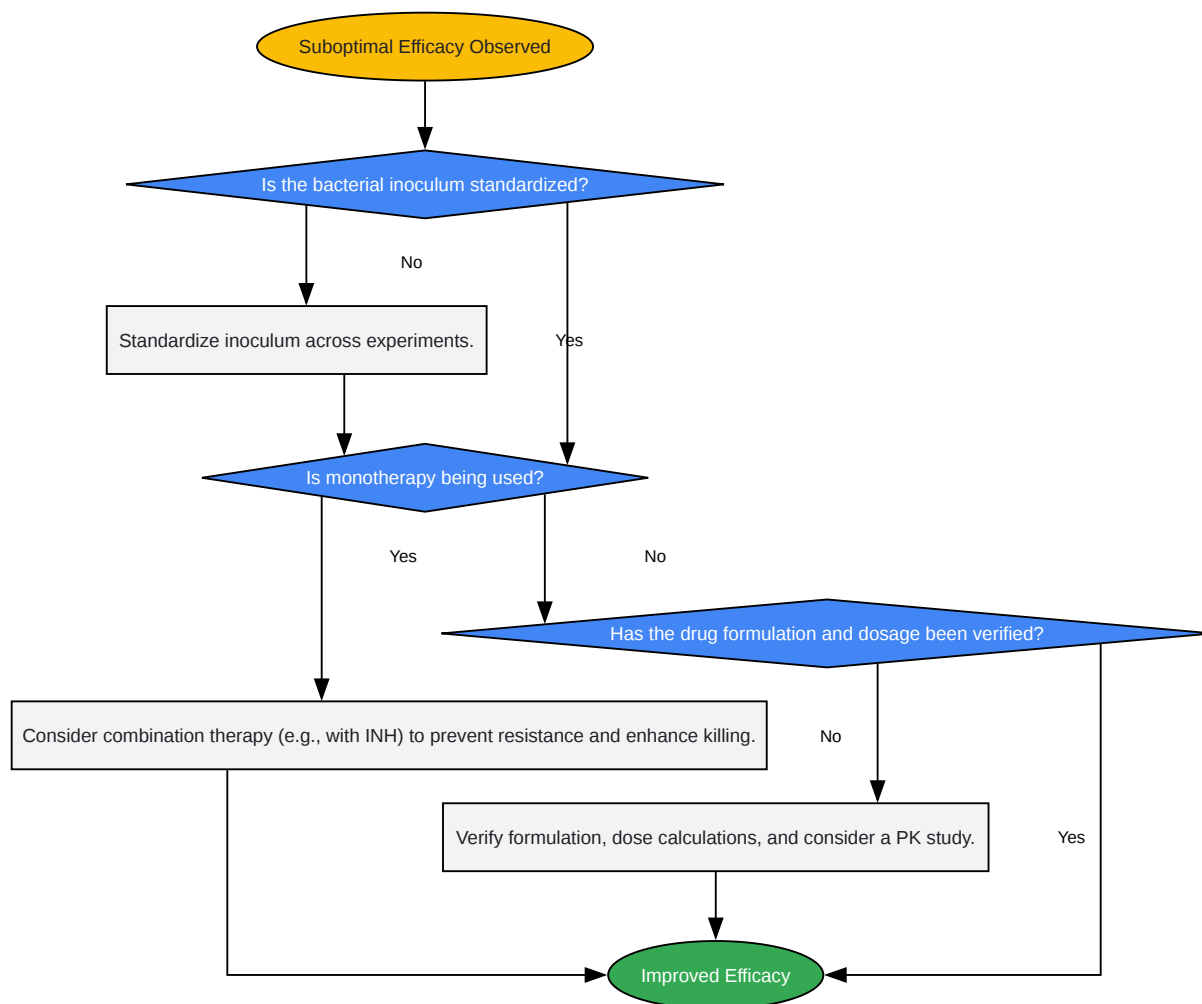 Suboptimal Efficacy Observed
Is the bacterial inoculum standardized?
No
Standardize inoculum across experiments.
Yes
Is monotherapy being used?
Yes
No
Has the drug formulation and dosage been verified?
Consider combination therapy (e.g., with INH) to prevent resistance and enhance killing.
No
Verify formulation, dose calculations, and consider a PK study.
Yes
Improved Efficacy